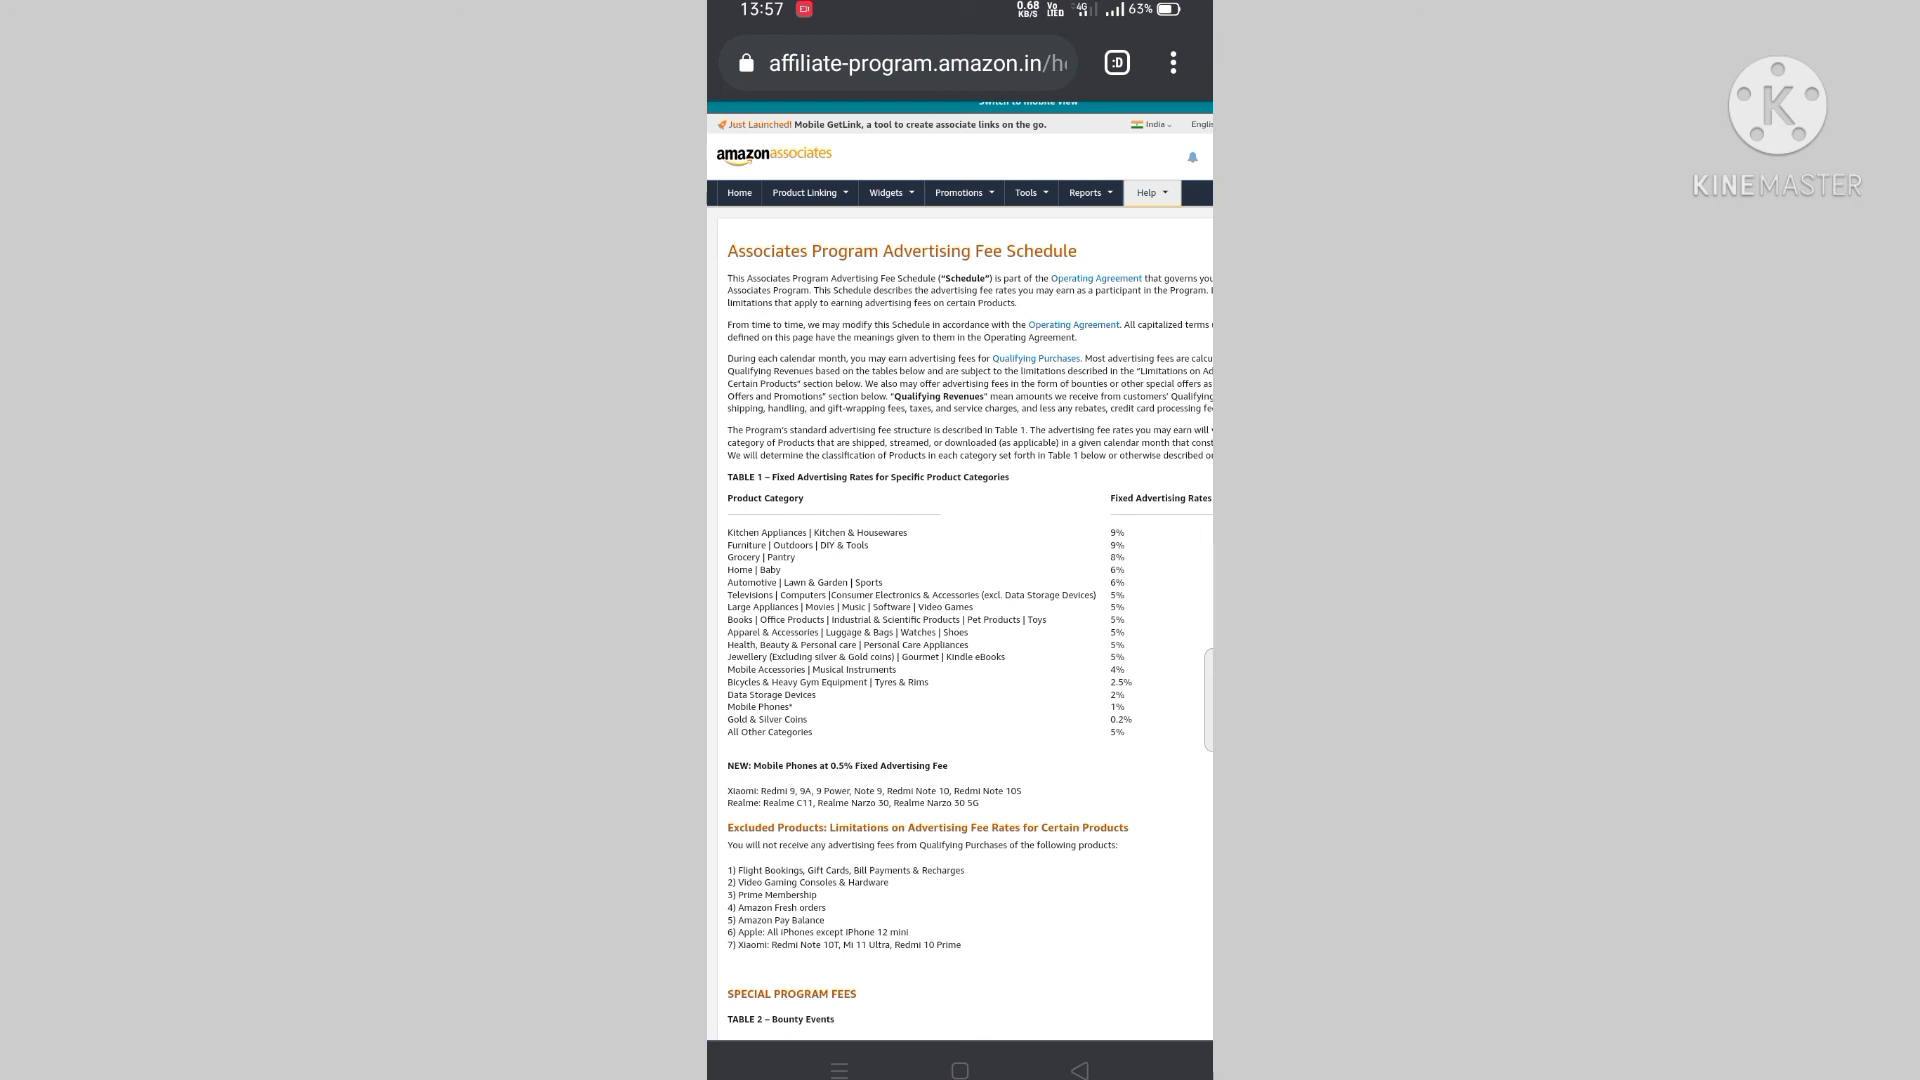 13:57
0.68 KB/S Vo LTED 4G 63%
affiliate-program.amazon.in/he
:D
Switch to mobile view
Just Launched! Mobile GetLink, a tool to create associate links on the go.
India
amazonassociates
Home Product Linking Widgets Promotions Tools Reports Help
Associates Program Advertising Fee Schedule
This Associates Program Advertising Fee Schedule ("Schedule") is part of the Operating Agreement that governs you
Associates Program. This Schedule describes the advertising fee rates you may earn as a participant in the Program.
limitations that apply to earning advertising fees on certain Products.
From time to time, we may modify this Schedule in accordance with the Operating Agreement. All capitalized terms
defined on this page have the meanings given to them in the Operating Agreement.
During each calendar month, you may earn advertising fees for Qualifying Purchases. Most advertising fees are calcu
Qualifying Revenues based on the tables below and are subject to the limitations described in the "Limitations on Ad
Certain Products" section below. We also may offer advertising fees in the form of bounties or other special offers as
Offers and Promotions" section below. "Qualifying Revenues" mean amounts we receive from customers' Qualifying
shipping, handling, and gift-wrapping fees, taxes, and service charges, and less any rebates, credit card processing fe
The Program's standard advertising fee structure is described in Table 1. The advertising fee rates you may earn will
category of Products that are shipped, streamed, or downloaded (as applicable) in a given calendar month that const
We will determine the classification of Products in each category set forth in Table 1 below or otherwise described or
TABLE 1 – Fixed Advertising Rates for Specific Product Categories
Product Category Fixed Advertising Rates
Kitchen Appliances | Kitchen & Housewares 9%
Furniture | Outdoors | DIY & Tools 9%
Grocery | Pantry 8%
Home | Baby 6%
Automotive | Lawn & Garden | Sports 6%
Televisions | Computers |Consumer Electronics & Accessories (excl. Data Storage Devices) 5%
Large Appliances | Movies | Music | Software | Video Games 5%
Books | Office Products | Industrial & Scientific Products | Pet Products | Toys 5%
Apparel & Accessories | Luggage & Bags | Watches | Shoes 5%
Health, Beauty & Personal care | Personal Care Appliances 5%
Jewellery (Excluding silver & Gold coins) | Gourmet | Kindle eBooks 5%
Mobile Accessories | Musical Instruments 4%
Bicycles & Heavy Gym Equipment | Tyres & Rims 2.5%
Data Storage Devices 2%
Mobile Phones* 1%
Gold & Silver Coins 0.2%
All Other Categories 5%
NEW: Mobile Phones at 0.5% Fixed Advertising Fee
Xiaomi: Redmi 9, 9A, 9 Power, Note 9, Redmi Note 10, Redmi Note 10S
Realme: Realme C11, Realme Narzo 30, Realme Narzo 30 5G
Excluded Products: Limitations on Advertising Fee Rates for Certain Products
You will not receive any advertising fees from Qualifying Purchases of the following products:
1) Flight Bookings, Gift Cards, Bill Payments & Recharges
2) Video Gaming Consoles & Hardware
3) Prime Membership
4) Amazon Fresh orders
5) Amazon Pay Balance
6) Apple: All iPhones except iPhone 12 mini
7) Xiaomi: Redmi Note 10T, Mi 11 Ultra, Redmi 10 Prime
SPECIAL PROGRAM FEES
TABLE 2 – Bounty Events
K
KINEMASTER